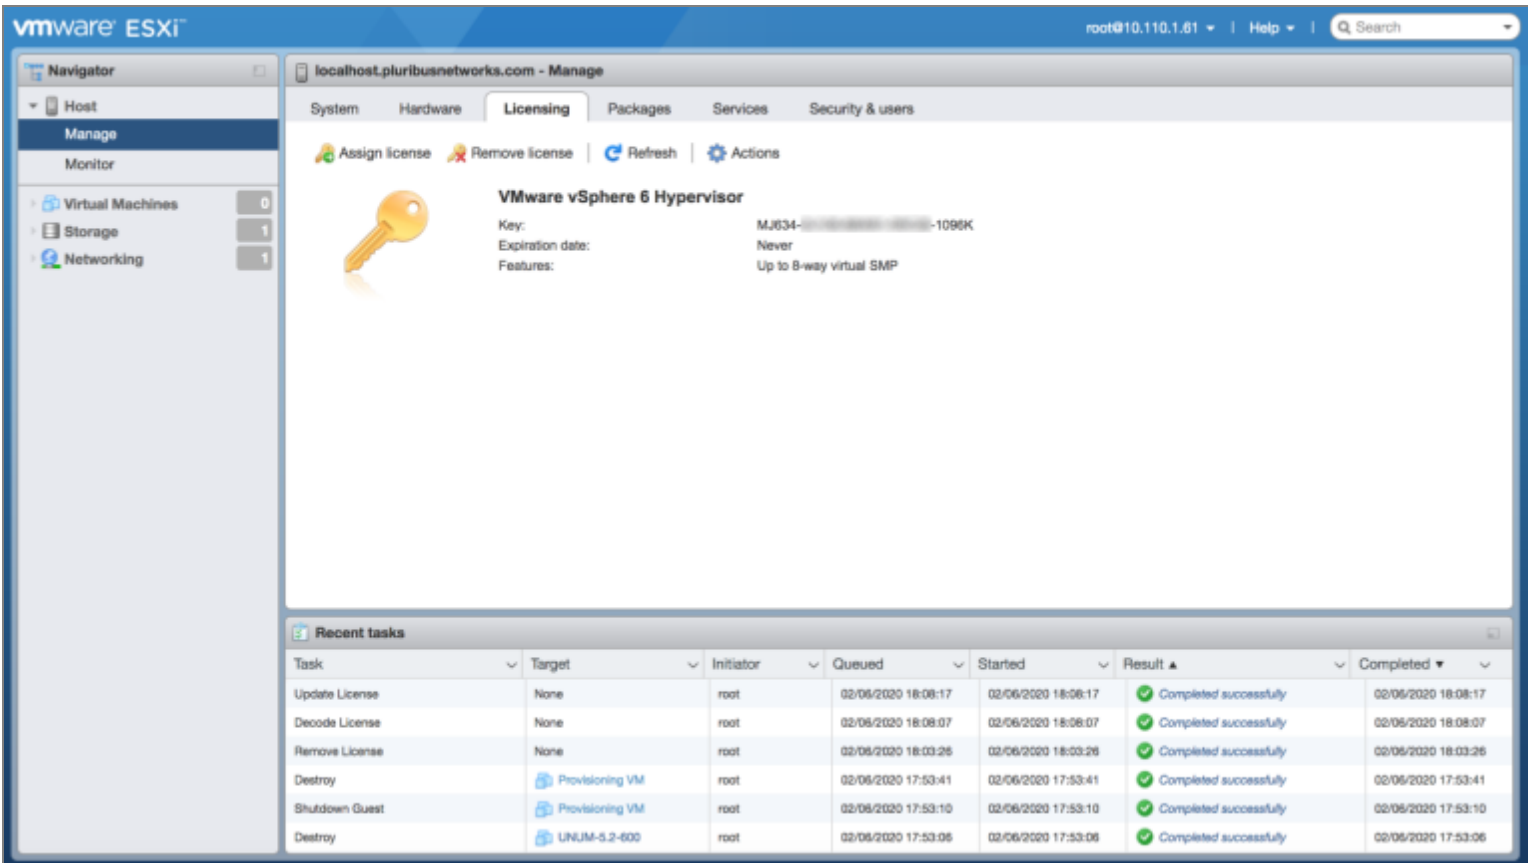 vmware ESXi™
root@10.110.1.61 | Help | Search
Navigator
Host
Manage
Monitor
Virtual Machines 0
Storage 1
Networking 1
localhost.pluribusnetworks.com - Manage
System Hardware Licensing Packages Services Security & users
Assign license Remove license | Refresh | Actions
VMware vSphere 6 Hypervisor
Key: MJ634- -1096K
Expiration date: Never
Features: Up to 8-way virtual SMP
Recent tasks
Task Target Initiator Queued Started Result ▲ Completed ▼
Update License None root 02/06/2020 18:08:17 02/06/2020 18:08:17 Completed successfully 02/06/2020 18:08:17
Decode License None root 02/06/2020 18:08:07 02/06/2020 18:08:07 Completed successfully 02/06/2020 18:08:07
Remove License None root 02/06/2020 18:03:26 02/06/2020 18:03:26 Completed successfully 02/06/2020 18:03:26
Destroy Provisioning VM root 02/06/2020 17:53:41 02/06/2020 17:53:41 Completed successfully 02/06/2020 17:53:41
Shutdown Guest Provisioning VM root 02/06/2020 17:53:10 02/06/2020 17:53:10 Completed successfully 02/06/2020 17:53:10
Destroy UNUM-5.2-600 root 02/06/2020 17:53:06 02/06/2020 17:53:06 Completed successfully 02/06/2020 17:53:06